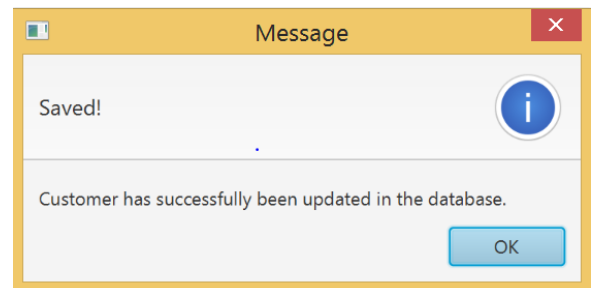 Message
Saved!
i
Customer has successfully been updated in the database.
OK